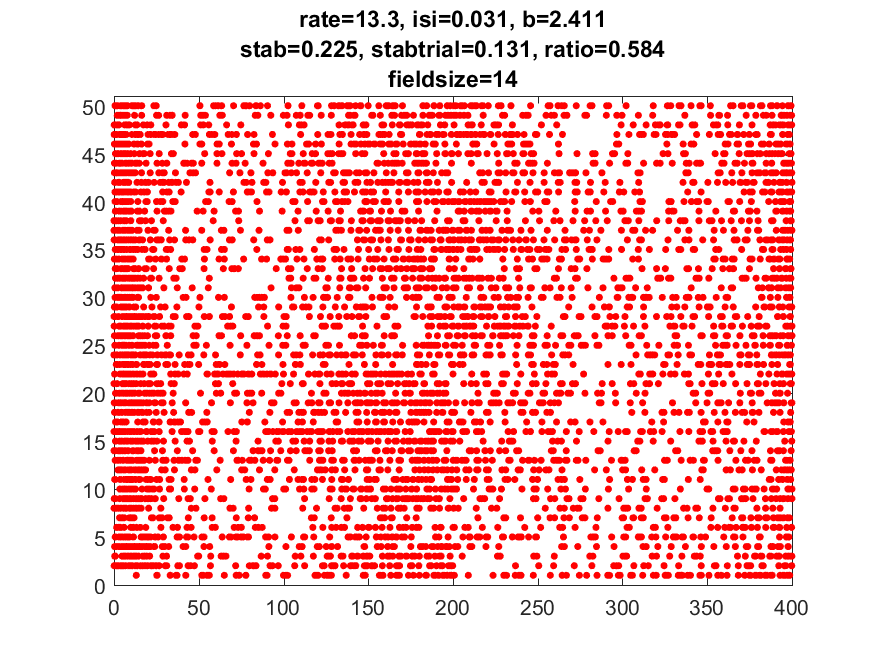 rate=13.3, isi=0.031, b=2.411
stab=0.225, stabtrial=0.131, ratio=0.584
fieldsize=14
50
45
40
35
30
25
20
15
10
5
0
0 50 100 150 200 250 300 350 400